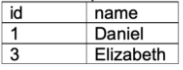 id name
1 Daniel
3 Elizabeth